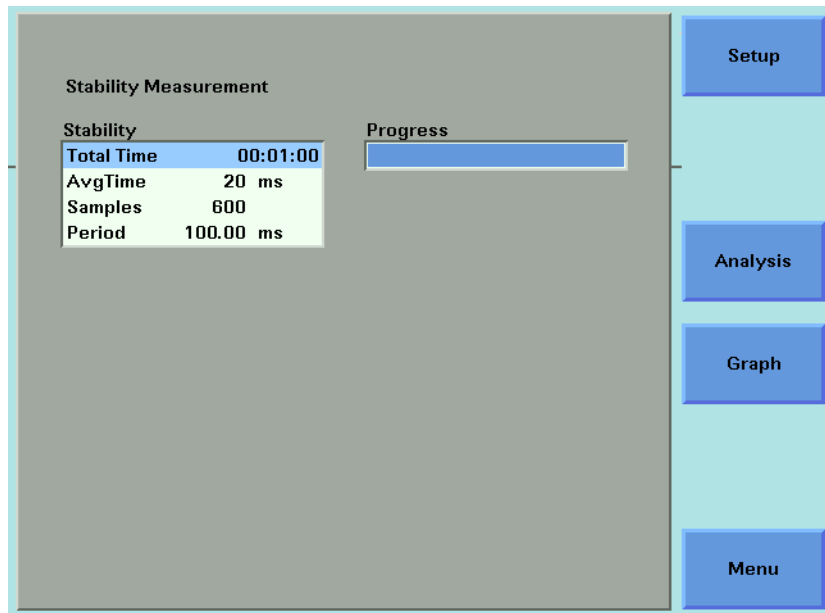 Setup
Stability Measurement
Stability
Progress
Total Time 00:01:00
AvgTime 20 ms
Samples 600
Period 100.00 ms
Analysis
Graph
Menu